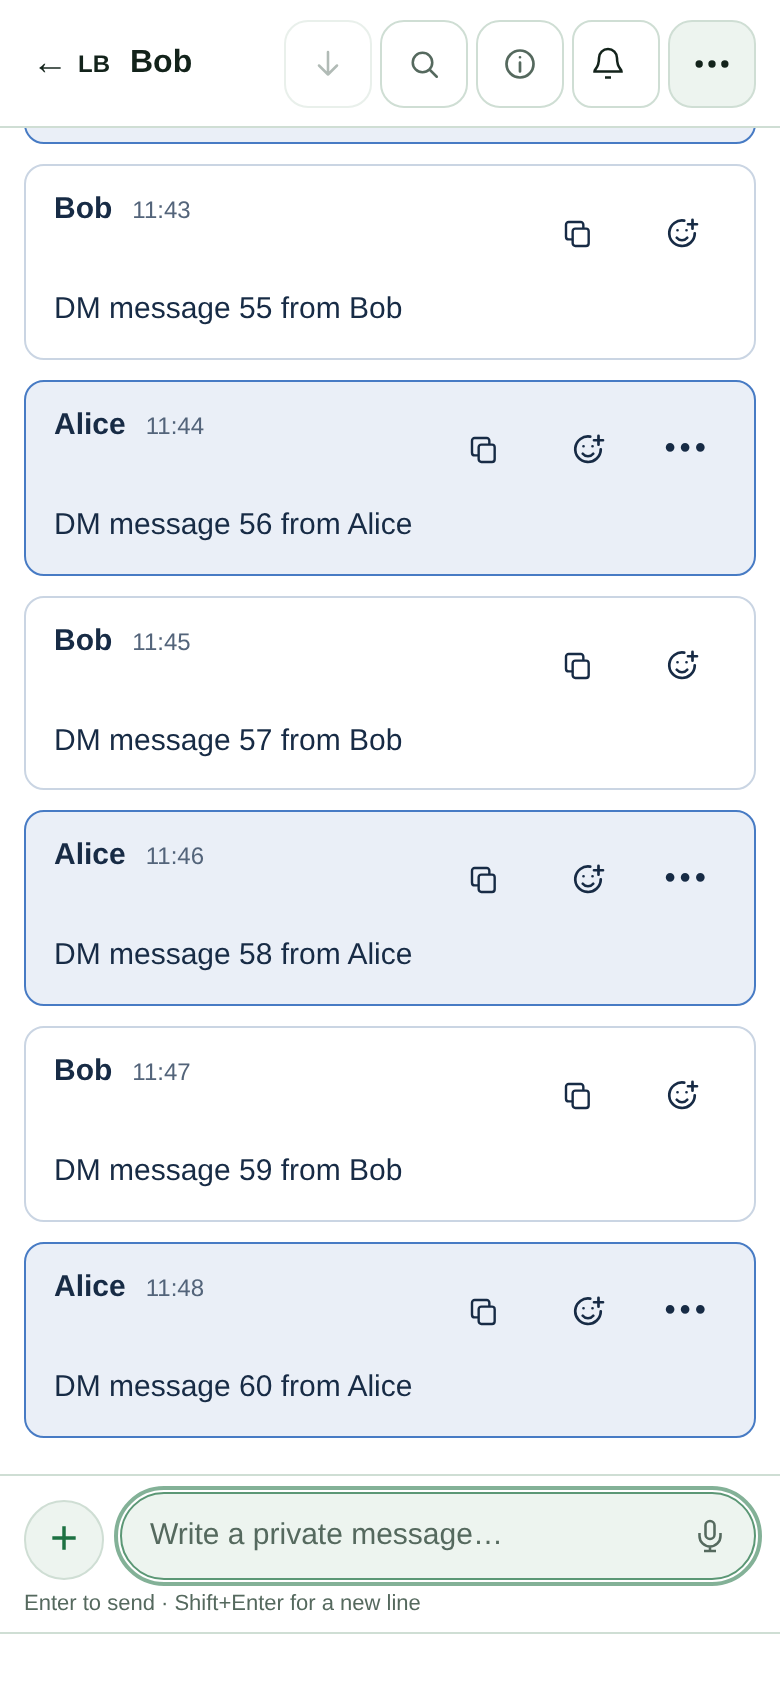 ← LB Bob
Bob 11:43
DM message 55 from Bob
Alice 11:44
DM message 56 from Alice
Bob 11:45
DM message 57 from Bob
Alice 11:46
DM message 58 from Alice
Bob 11:47
DM message 59 from Bob
Alice 11:48
DM message 60 from Alice
Write a private message…
Enter to send · Shift+Enter for a new line